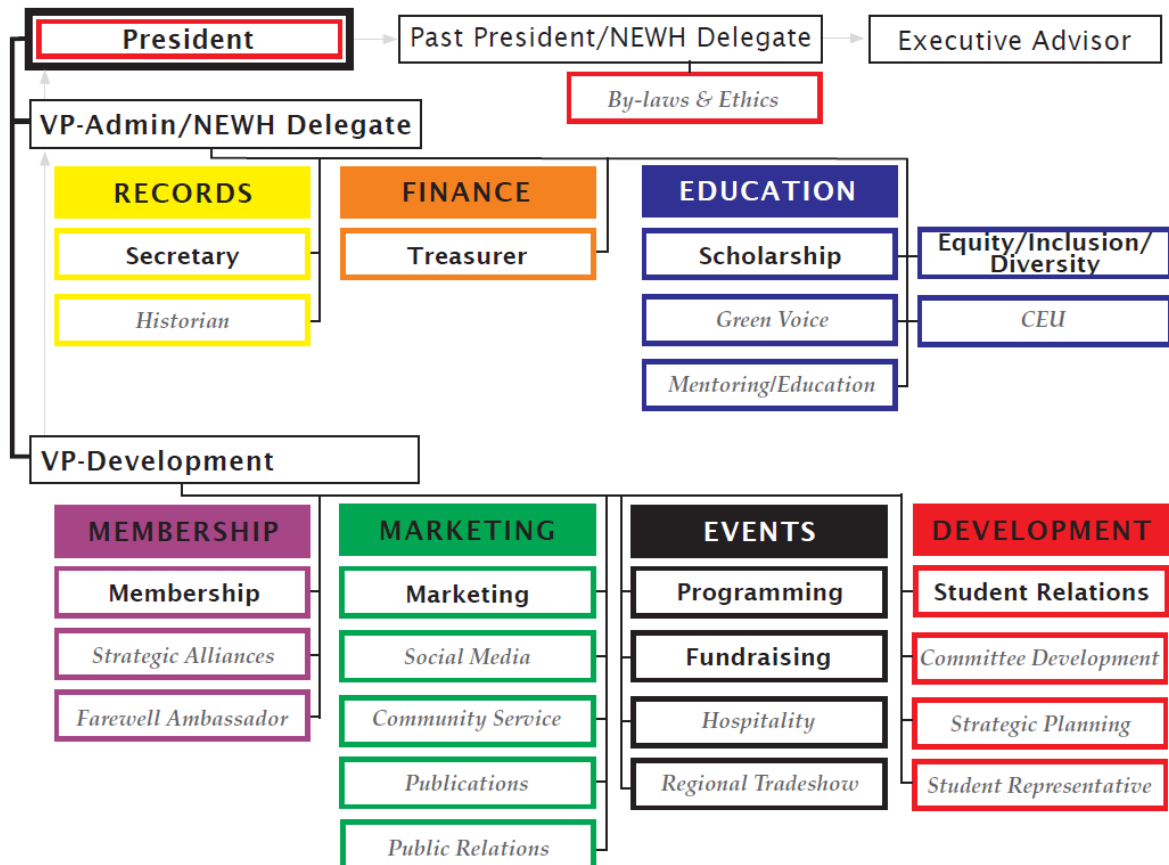 President
Past President/NEWH Delegate
Executive Advisor
By-laws & Ethics
VP-Admin/NEWH Delegate
RECORDS
FINANCE
EDUCATION
Secretary
Treasurer
Scholarship
Equity/Inclusion/
Diversity
Historian
Green Voice
CEU
Mentoring/Education
VP-Development
MEMBERSHIP
MARKETING
EVENTS
DEVELOPMENT
Membership
Marketing
Programming
Student Relations
Strategic Alliances
Social Media
Fundraising
Committee Development
Farewell Ambassador
Community Service
Hospitality
Strategic Planning
Publications
Regional Tradeshow
Student Representative
Public Relations